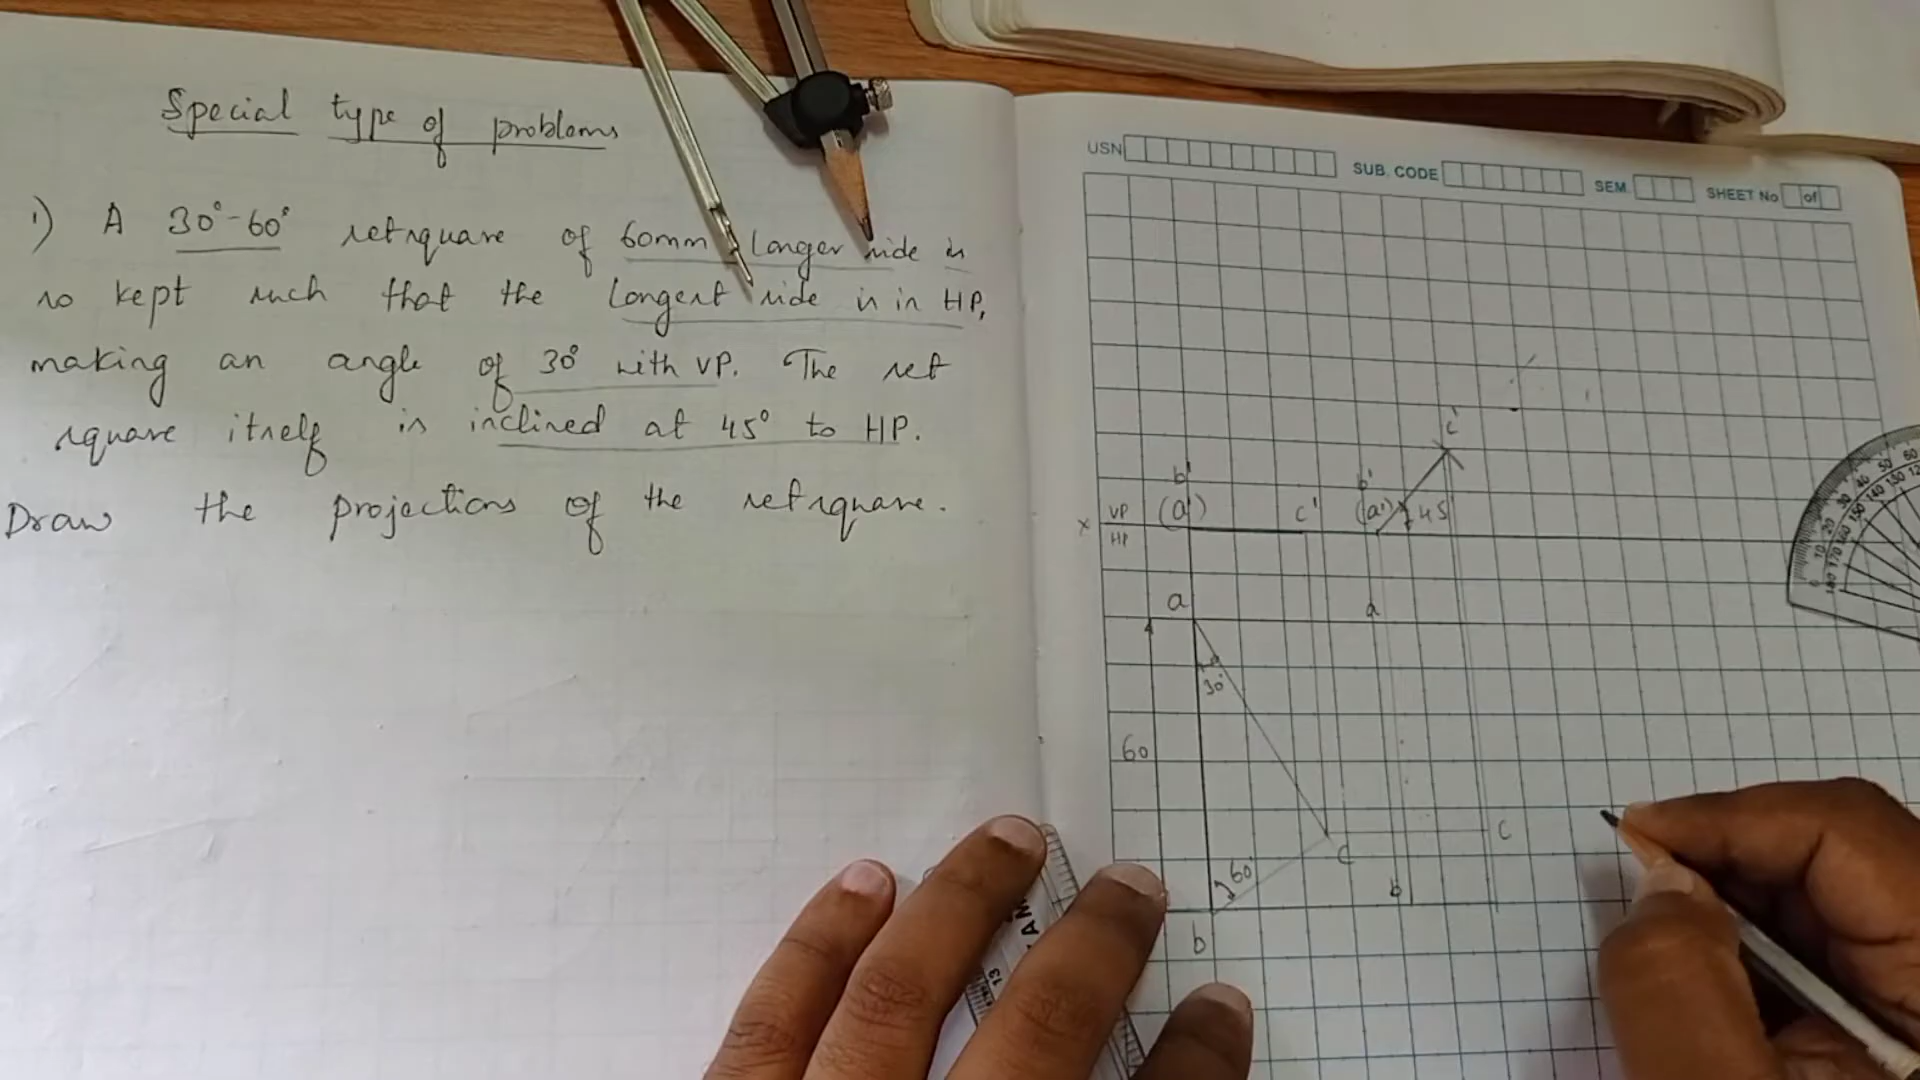 Special type of problems
1) A 30°-60° setsquare of 60mm longer side is
so kept such that the longest side is in HP,
making an angle of 30° with VP. The set
square itself is inclined at 45° to HP.
Draw the projections of the setsquare.
USN SUB. CODE SEM. SHEET No of
c'
b' b'
X VP (a') c' (a') 45
HP
a a
30°
60
c
60° c
b
b
13